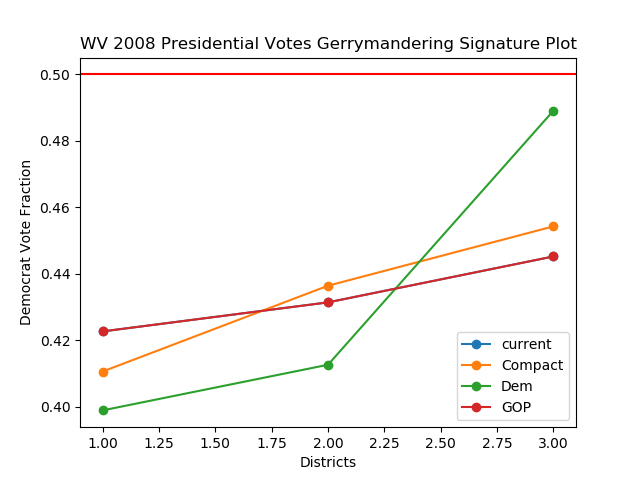 WV 2008 Presidential Votes Gerrymandering Signature Plot
0.50
0.48
0.46
0.44
0.42
0.40
Democrat Vote Fraction
current
Compact
Dem
GOP
1.00 1.25 1.50 1.75 2.00 2.25 2.50 2.75 3.00
Districts